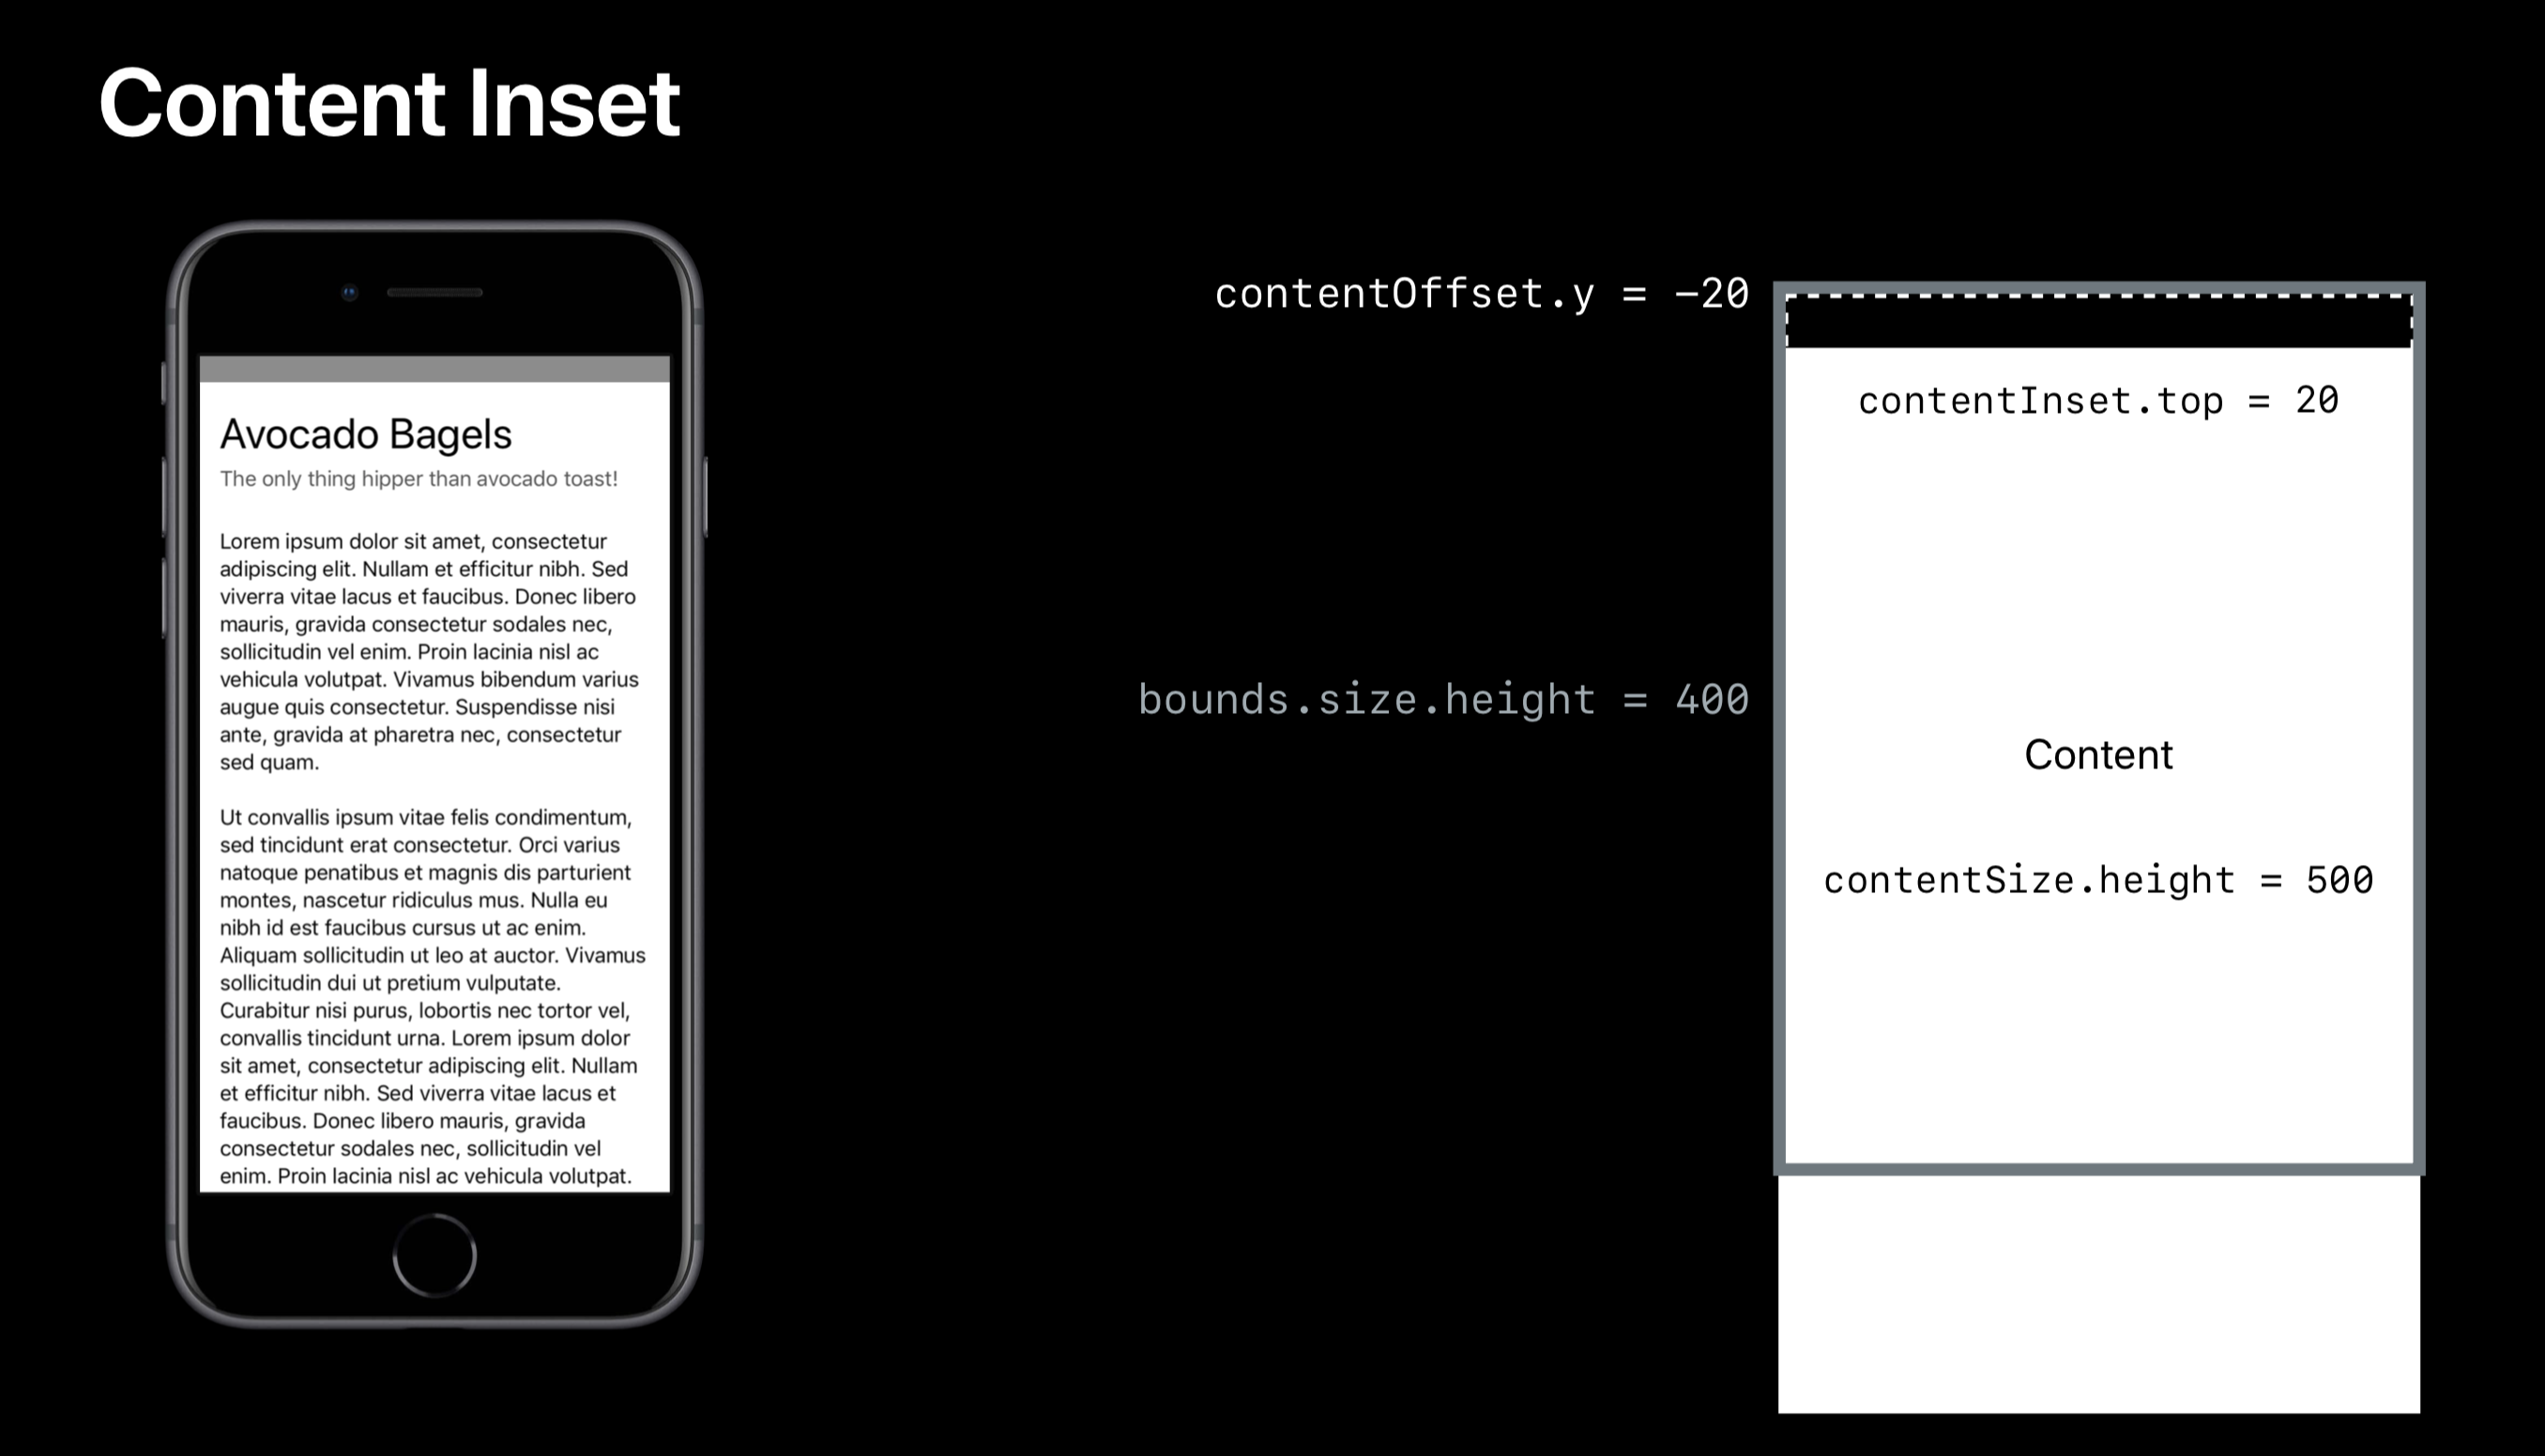 Content Inset
Avocado Bagels
The only thing hipper than avocado toast!
Lorem ipsum dolor sit amet, consectetur
adipiscing elit. Nullam et efficitur nibh. Sed
viverra vitae lacus et faucibus. Donec libero
mauris, gravida consectetur sodales nec,
sollicitudin vel enim. Proin lacinia nisl ac
vehicula volutpat. Vivamus bibendum varius
augue quis consectetur. Suspendisse nisi
ante, gravida at pharetra nec, consectetur
sed quam.
Ut convallis ipsum vitae felis condimentum,
sed tincidunt erat consectetur. Orci varius
natoque penatibus et magnis dis parturient
montes, nascetur ridiculus mus. Nulla eu
nibh id est faucibus cursus ut ac enim.
Aliquam sollicitudin ut leo at auctor. Vivamus
sollicitudin dui ut pretium vulputate.
Curabitur nisi purus, lobortis nec tortor vel,
convallis tincidunt urna. Lorem ipsum dolor
sit amet, consectetur adipiscing elit. Nullam
et efficitur nibh. Sed viverra vitae lacus et
faucibus. Donec libero mauris, gravida
consectetur sodales nec, sollicitudin vel
enim. Proin lacinia nisl ac vehicula volutpat.
contentOffset.y = -20
bounds.size.height = 400
contentInset.top = 20
Content
contentSize.height = 500